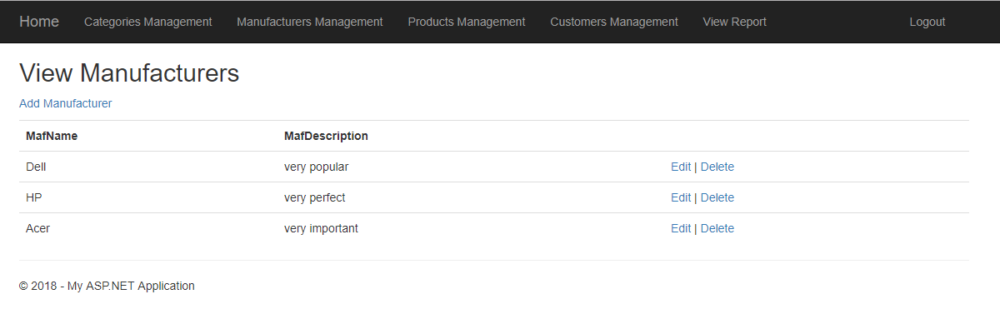 Home Categories Management Manufacturers Management Products Management Customers Management View Report Logout
View Manufacturers
Add Manufacturer
MafName MafDescription
Dell very popular Edit | Delete
HP very perfect Edit | Delete
Acer very important Edit | Delete
© 2018 - My ASP.NET Application